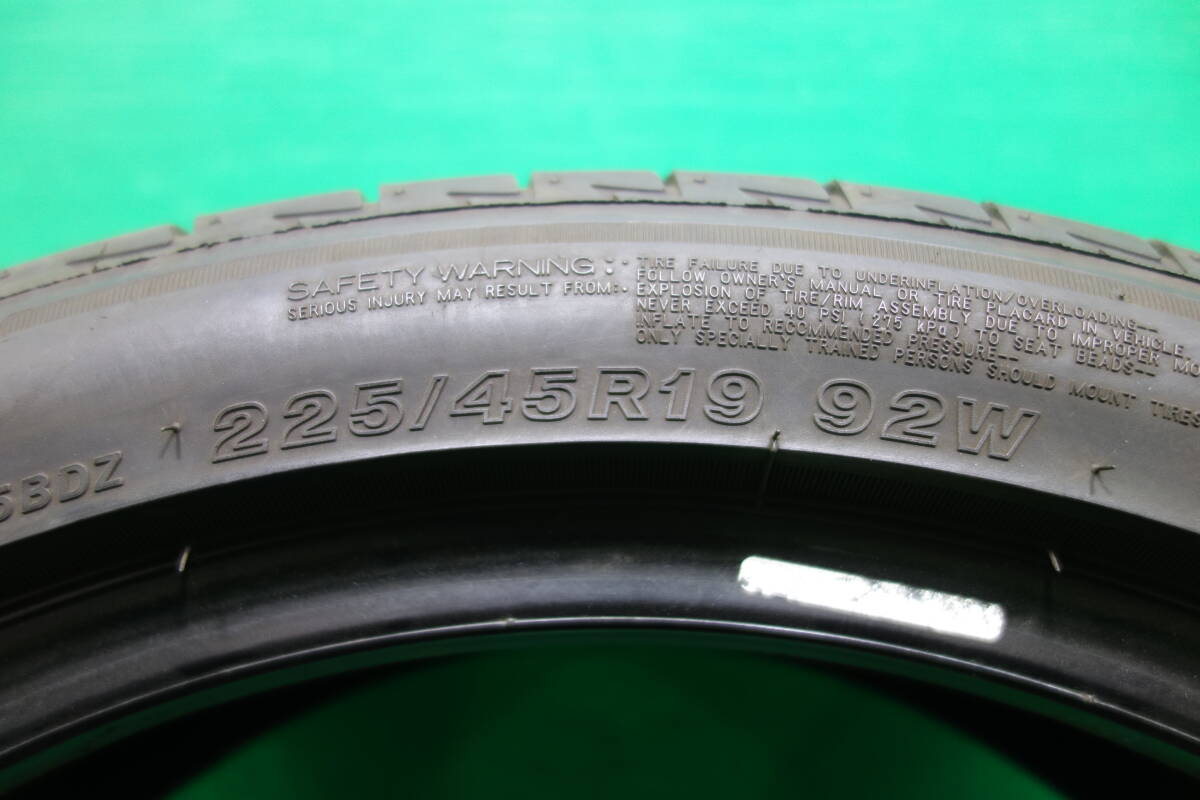 SAFETY WARNING:
SERIOUS INJURY MAY RESULT FROM:
· TIRE FAILURE DUE TO UNDERINFLATION/OVERLOADING—
FOLLOW OWNER'S MANUAL OR TIRE PLACARD IN VEHICLE.
· EXPLOSION OF TIRE/RIM ASSEMBLY DUE TO IMPROPER MO
NEVER EXCEED 40 PSI (275 kPa) TO SEAT BEADS—
INFLATE TO RECOMMENDED PRESSURE—
ONLY SPECIALLY TRAINED PERSONS SHOULD MOUNT TIRES
225/45R19 92W
5BDZ